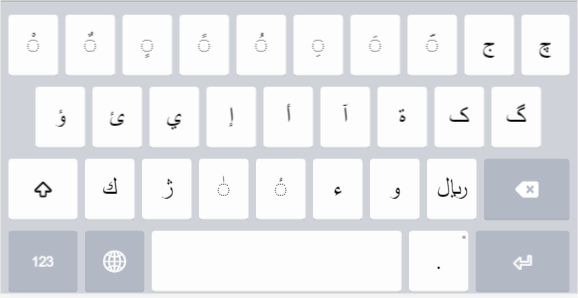 چ ج ◌ّ ◌َ ◌ِ ◌ُ ◌ً ◌ٍ ◌ٌ ◌ْ
گ ک ة آ أ إ ي ئ ؤ
ریال و ء ◌ٔ ◌ٰ ژ ك
. 123